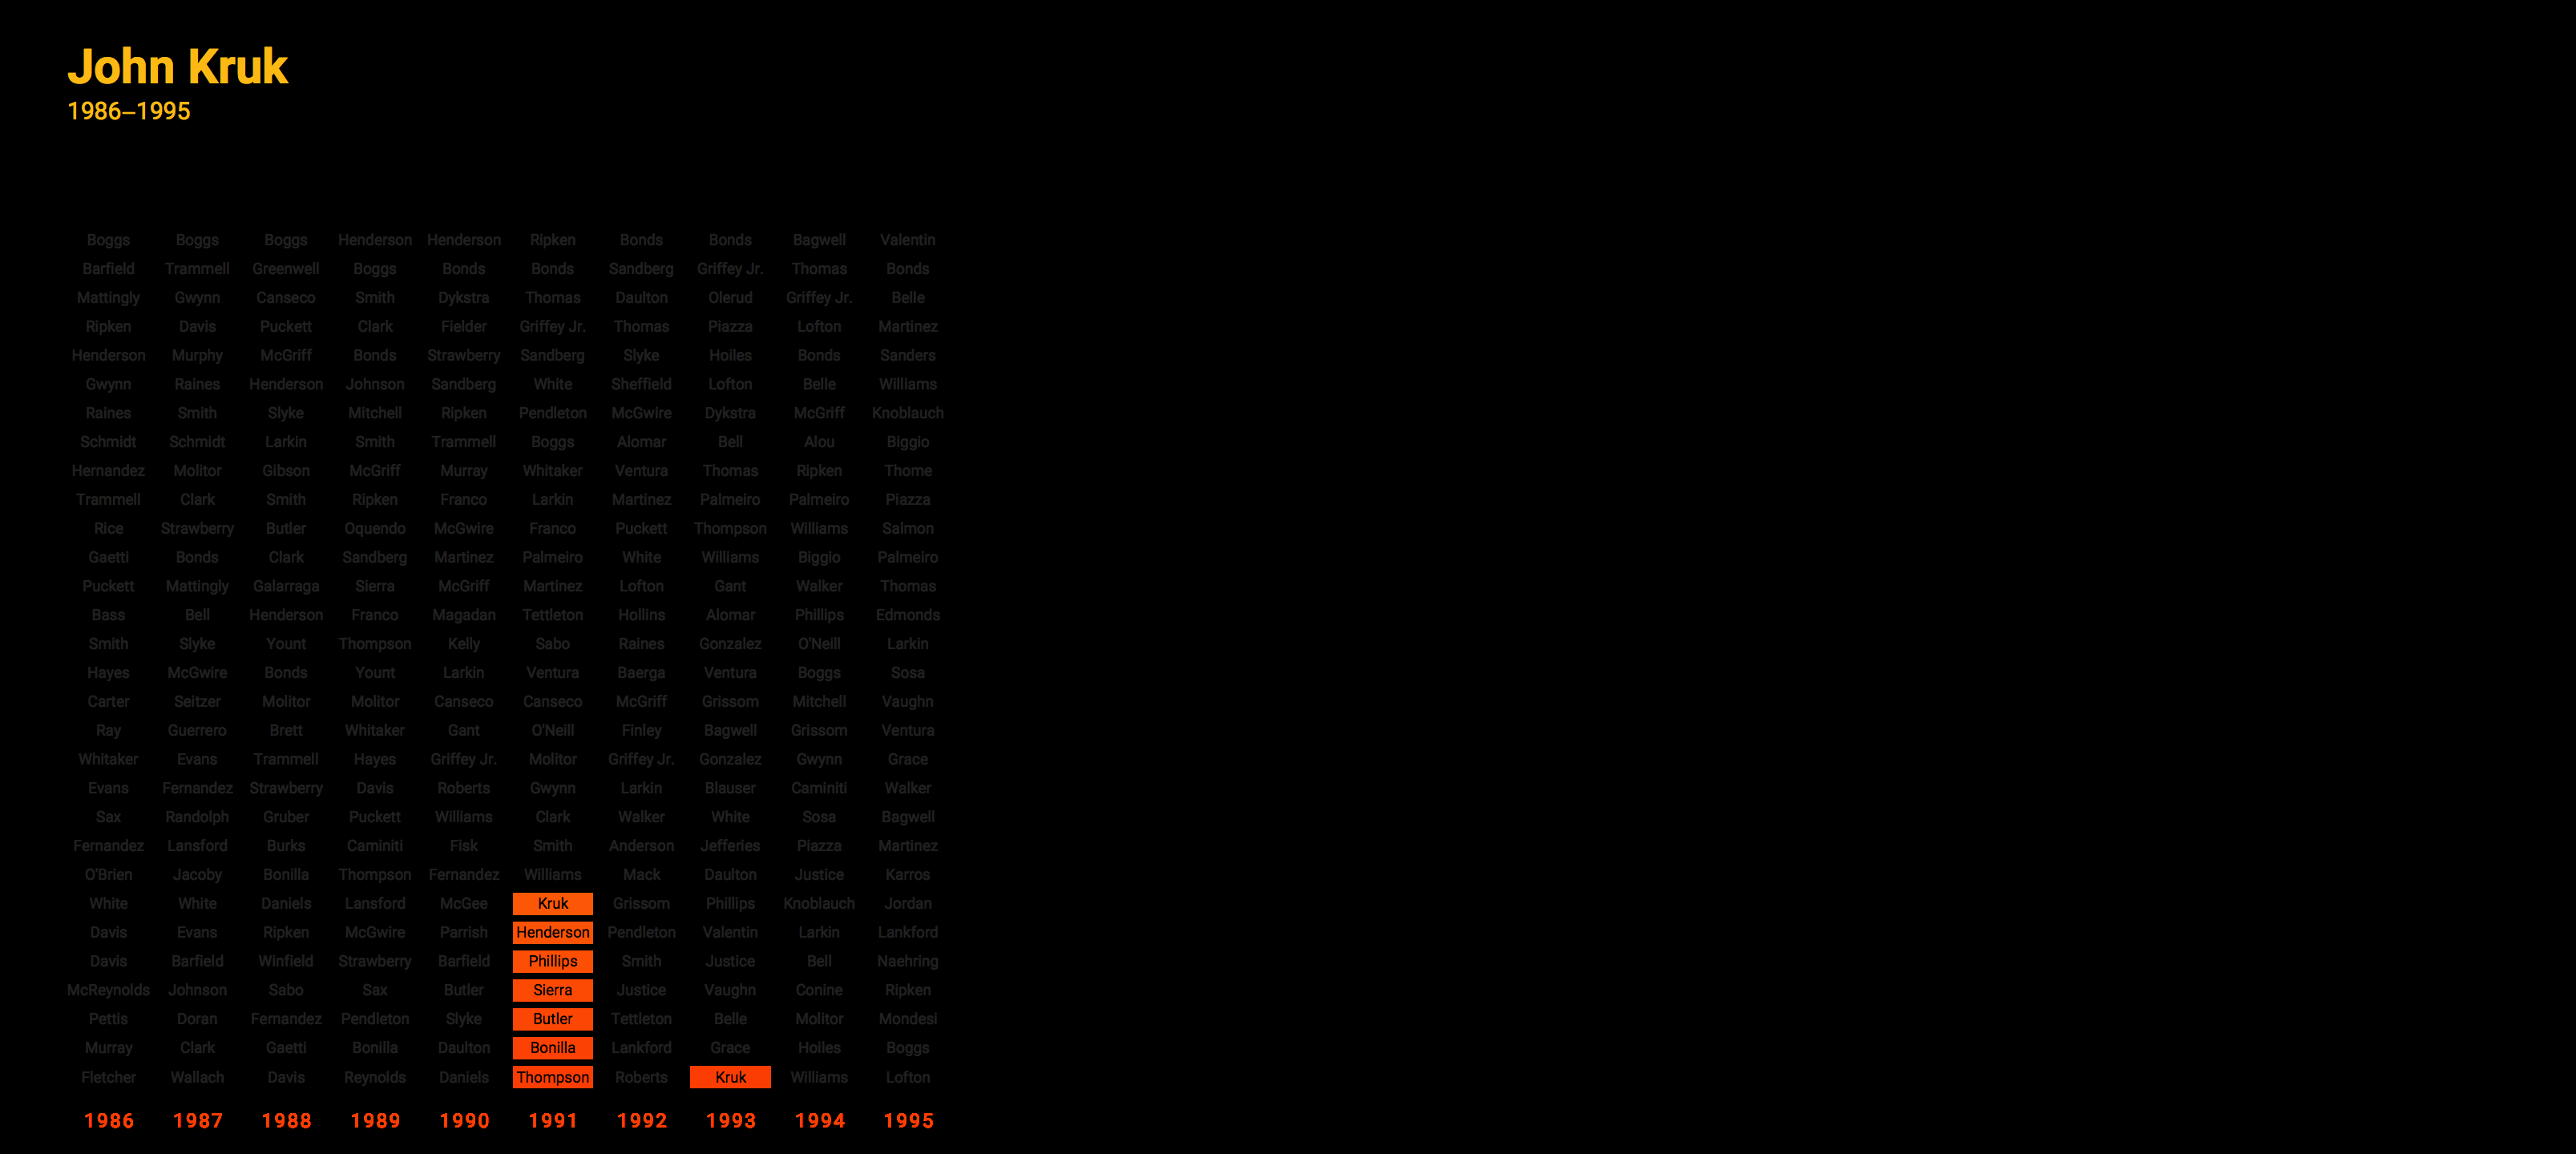 John Kruk
1986–1995
Boggs Boggs Boggs Henderson Henderson Ripken Bonds Bonds Bagwell Valentin
Barfield Trammell Greenwell Boggs Bonds Bonds Sandberg Griffey Jr. Thomas Bonds
Mattingly Gwynn Canseco Smith Dykstra Thomas Daulton Olerud Griffey Jr. Belle
Ripken Davis Puckett Clark Fielder Griffey Jr. Thomas Piazza Lofton Martinez
Henderson Murphy McGriff Bonds Strawberry Sandberg Slyke Hoiles Bonds Sanders
Gwynn Raines Henderson Johnson Sandberg White Sheffield Lofton Belle Williams
Raines Smith Slyke Mitchell Ripken Pendleton McGwire Dykstra McGriff Knoblauch
Schmidt Schmidt Larkin Smith Trammell Boggs Alomar Bell Alou Biggio
Hernandez Molitor Gibson McGriff Murray Whitaker Ventura Thomas Ripken Thome
Trammell Clark Smith Ripken Franco Larkin Martinez Palmeiro Palmeiro Piazza
Rice Strawberry Butler Oquendo McGwire Franco Puckett Thompson Williams Salmon
Gaetti Bonds Clark Sandberg Martinez Palmeiro White Williams Biggio Palmeiro
Puckett Mattingly Galarraga Sierra McGriff Martinez Lofton Gant Walker Thomas
Bass Bell Henderson Franco Magadan Tettleton Hollins Alomar Phillips Edmonds
Smith Slyke Yount Thompson Kelly Sabo Raines Gonzalez O'Neill Larkin
Hayes McGwire Bonds Yount Larkin Ventura Baerga Ventura Boggs Sosa
Carter Seitzer Molitor Molitor Canseco Canseco McGriff Grissom Mitchell Vaughn
Ray Guerrero Brett Whitaker Gant O'Neill Finley Bagwell Grissom Ventura
Whitaker Evans Trammell Hayes Griffey Jr. Molitor Griffey Jr. Gonzalez Gwynn Grace
Evans Fernandez Strawberry Davis Roberts Gwynn Larkin Blauser Caminiti Walker
Sax Randolph Gruber Puckett Williams Clark Walker White Sosa Bagwell
Fernandez Lansford Burks Caminiti Fisk Smith Anderson Jefferies Piazza Martinez
O'Brien Jacoby Bonilla Thompson Fernandez Williams Mack Daulton Justice Karros
White White Daniels Lansford McGee Kruk Grissom Phillips Knoblauch Jordan
Davis Evans Ripken McGwire Parrish Henderson Pendleton Valentin Larkin Lankford
Davis Barfield Winfield Strawberry Barfield Phillips Smith Justice Bell Naehring
McReynolds Johnson Sabo Sax Butler Sierra Justice Vaughn Conine Ripken
Pettis Doran Fernandez Pendleton Slyke Butler Tettleton Belle Molitor Mondesi
Murray Clark Gaetti Bonilla Daulton Bonilla Lankford Grace Hoiles Boggs
Fletcher Wallach Davis Reynolds Daniels Thompson Roberts Kruk Williams Lofton
1986 1987 1988 1989 1990 1991 1992 1993 1994 1995